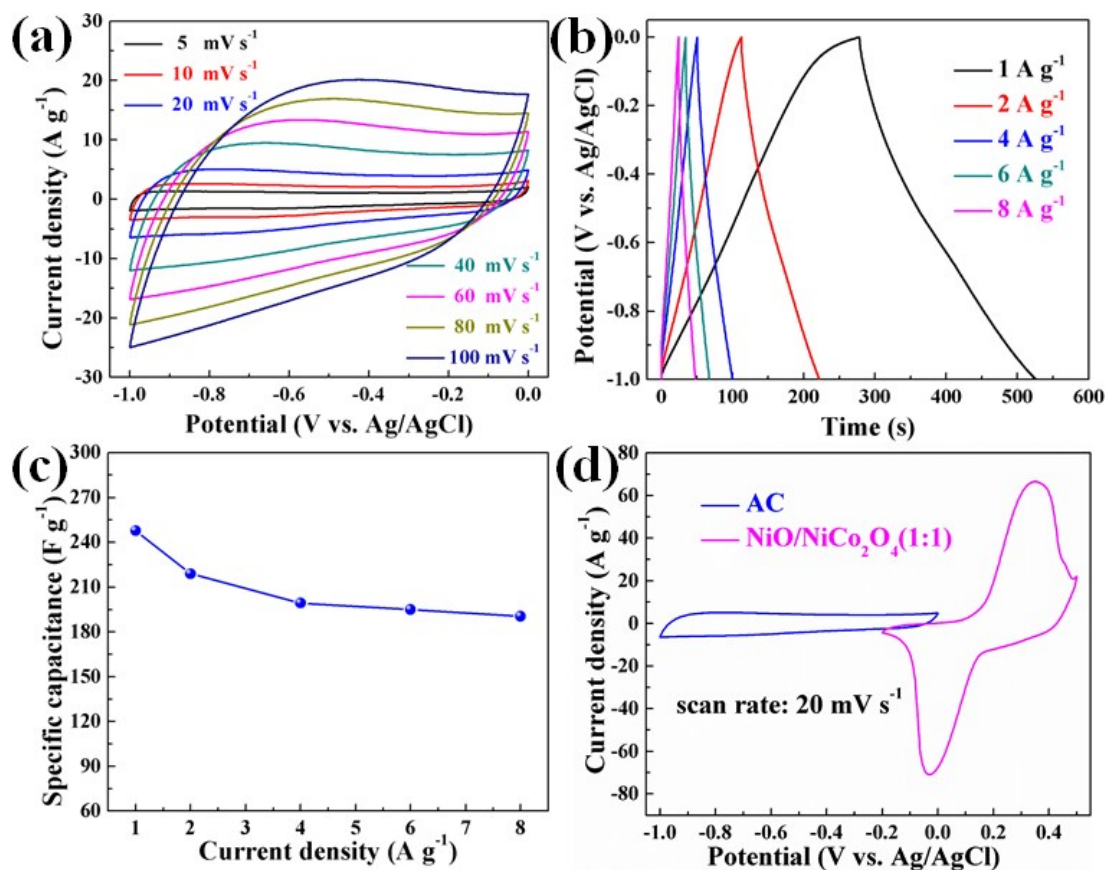 (a)
30
20
10
0
-10
-20
-30
Current density (A g⁻¹)
5 mV s⁻¹
10 mV s⁻¹
20 mV s⁻¹
40 mV s⁻¹
60 mV s⁻¹
80 mV s⁻¹
100 mV s⁻¹
-1.0 -0.8 -0.6 -0.4 -0.2 0.0
Potential (V vs. Ag/AgCl)
(b)
0.0
-0.2
-0.4
-0.6
-0.8
-1.0
Potential (V vs. Ag/AgCl)
1 A g⁻¹
2 A g⁻¹
4 A g⁻¹
6 A g⁻¹
8 A g⁻¹
0 100 200 300 400 500 600
Time (s)
(c)
300
270
240
210
180
150
120
90
60
Specific capacitance (F g⁻¹)
1 2 3 4 5 6 7 8
Current density (A g⁻¹)
(d)
80
60
40
20
0
-20
-40
-60
-80
Current density (A g⁻¹)
AC
NiO/NiCo₂O₄(1:1)
scan rate: 20 mV s⁻¹
-1.0 -0.8 -0.6 -0.4 -0.2 0.0 0.2 0.4
Potential (V vs. Ag/AgCl)